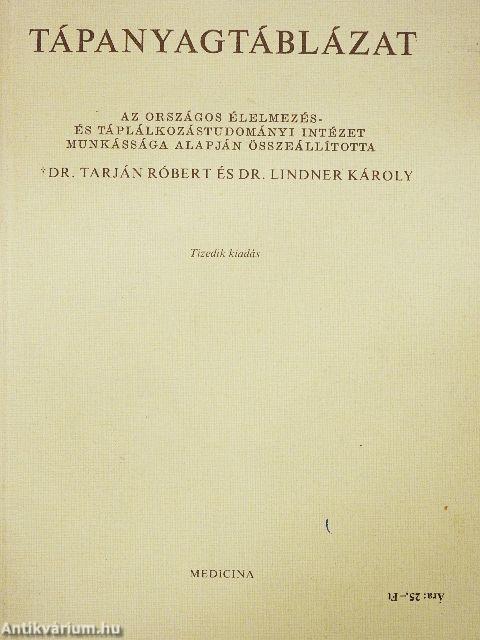 TÁPANYAGTÁBLÁZAT
AZ ORSZÁGOS ÉLELMEZÉS-
ÉS TÁPLÁLKOZÁSTUDOMÁNYI INTÉZET
MUNKÁSSÁGA ALAPJÁN ÖSSZEÁLLÍTOTTA
†DR. TARJÁN RÓBERT ÉS DR. LINDNER KÁROLY
Tizedik kiadás
MEDICINA
Ára: 25,–Ft
Antikvárium.hu